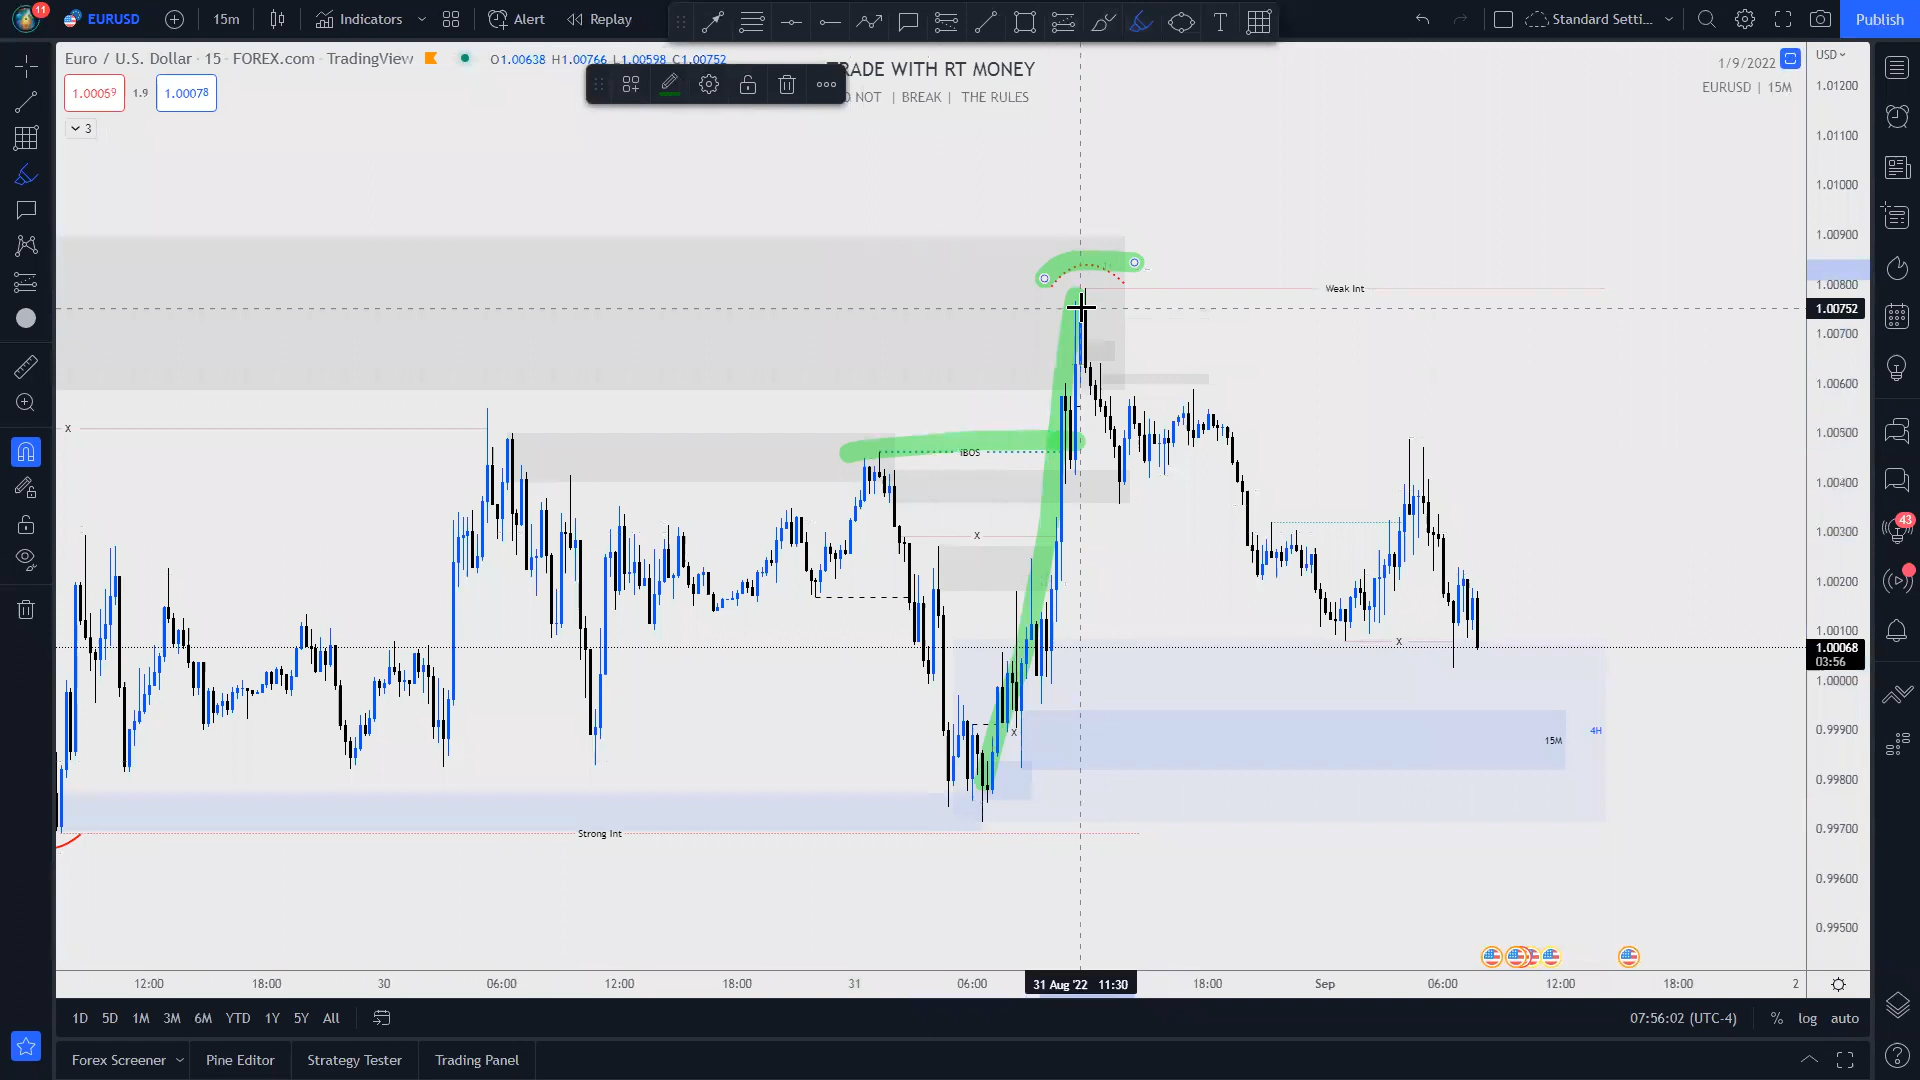 11
EURUSD
15m
Indicators
Alert
Replay
Standard Setti...
Publish
Euro / U.S. Dollar · 15 · FOREX.com · TradingView
O1.00638 H1.00766 L1.00598 C1.00752
1.00059
1.9
1.00078
3
TRADE WITH RT MONEY
NOT | BREAK | THE RULES
1/9/2022
EURUSD | 15M
USD
1.01200
1.01100
1.01000
1.00900
1.00800
1.00752
1.00700
1.00600
1.00500
1.00400
1.00300
1.00200
1.00100
1.00068
03:56
1.00000
0.99900
0.99800
0.99700
0.99600
0.99500
Weak Int
X
iBOS
X
X
X
15M
4H
Strong Int
43
12:00
18:00
30
06:00
12:00
18:00
31
06:00
31 Aug '22 11:30
18:00
Sep
06:00
12:00
18:00
2
1D
5D
1M
3M
6M
YTD
1Y
5Y
All
07:56:02 (UTC-4)
%
log
auto
Forex Screener
Pine Editor
Strategy Tester
Trading Panel